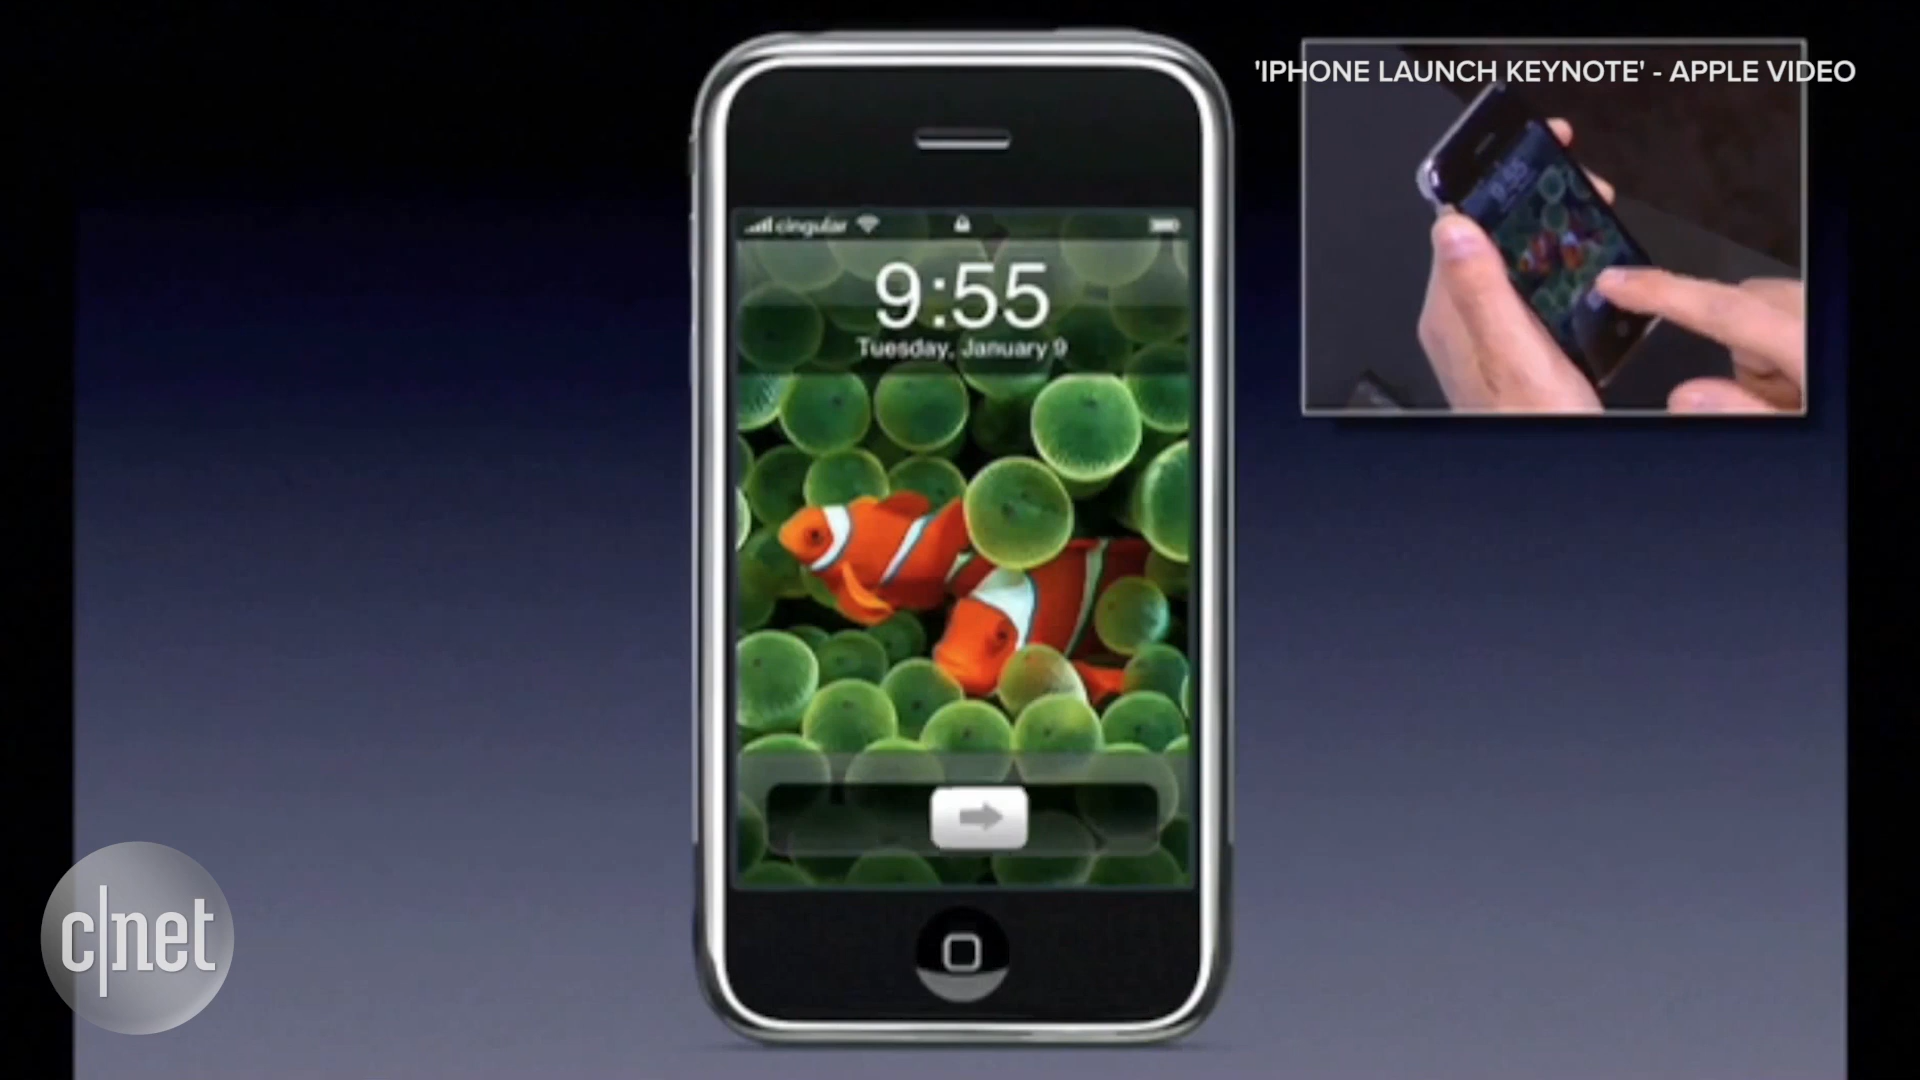 'IPHONE LAUNCH KEYNOTE' - APPLE VIDEO
cingular
9:55
Tuesday, January 9
c|net